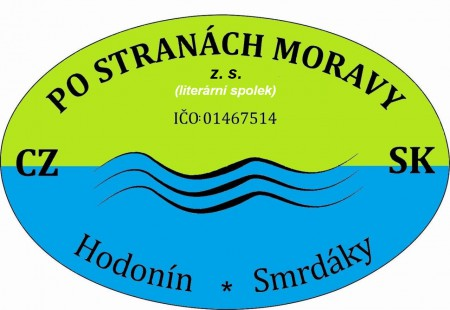 PO STRANÁCH MORAVY
z. s.
(literární spolek)
IČO:01467514
CZ SK
Hodonín * Smrdáky